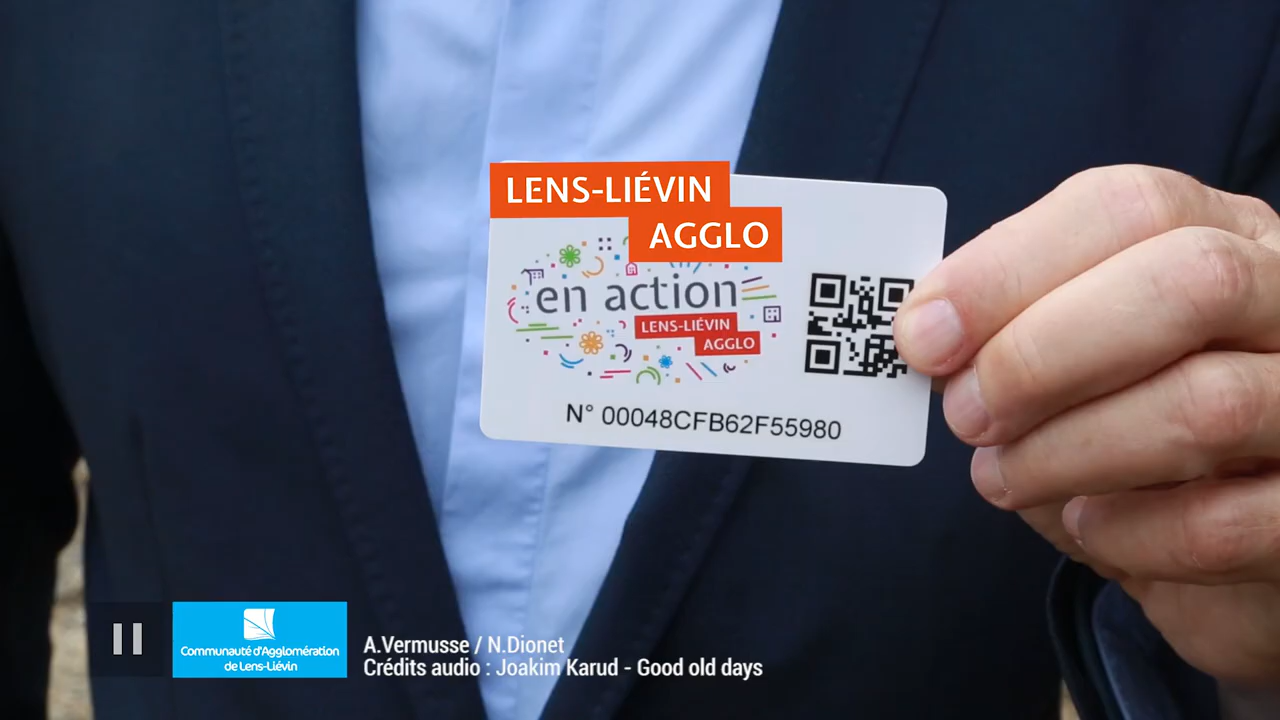 LENS-LIÉVIN
AGGLO
en action
LENS-LIÉVIN
AGGLO
N° 00048CFB62F55980
Communauté d'Agglomération
de Lens-Liévin
A.Vermusse / N.Dionet
Crédits audio : Joakim Karud - Good old days